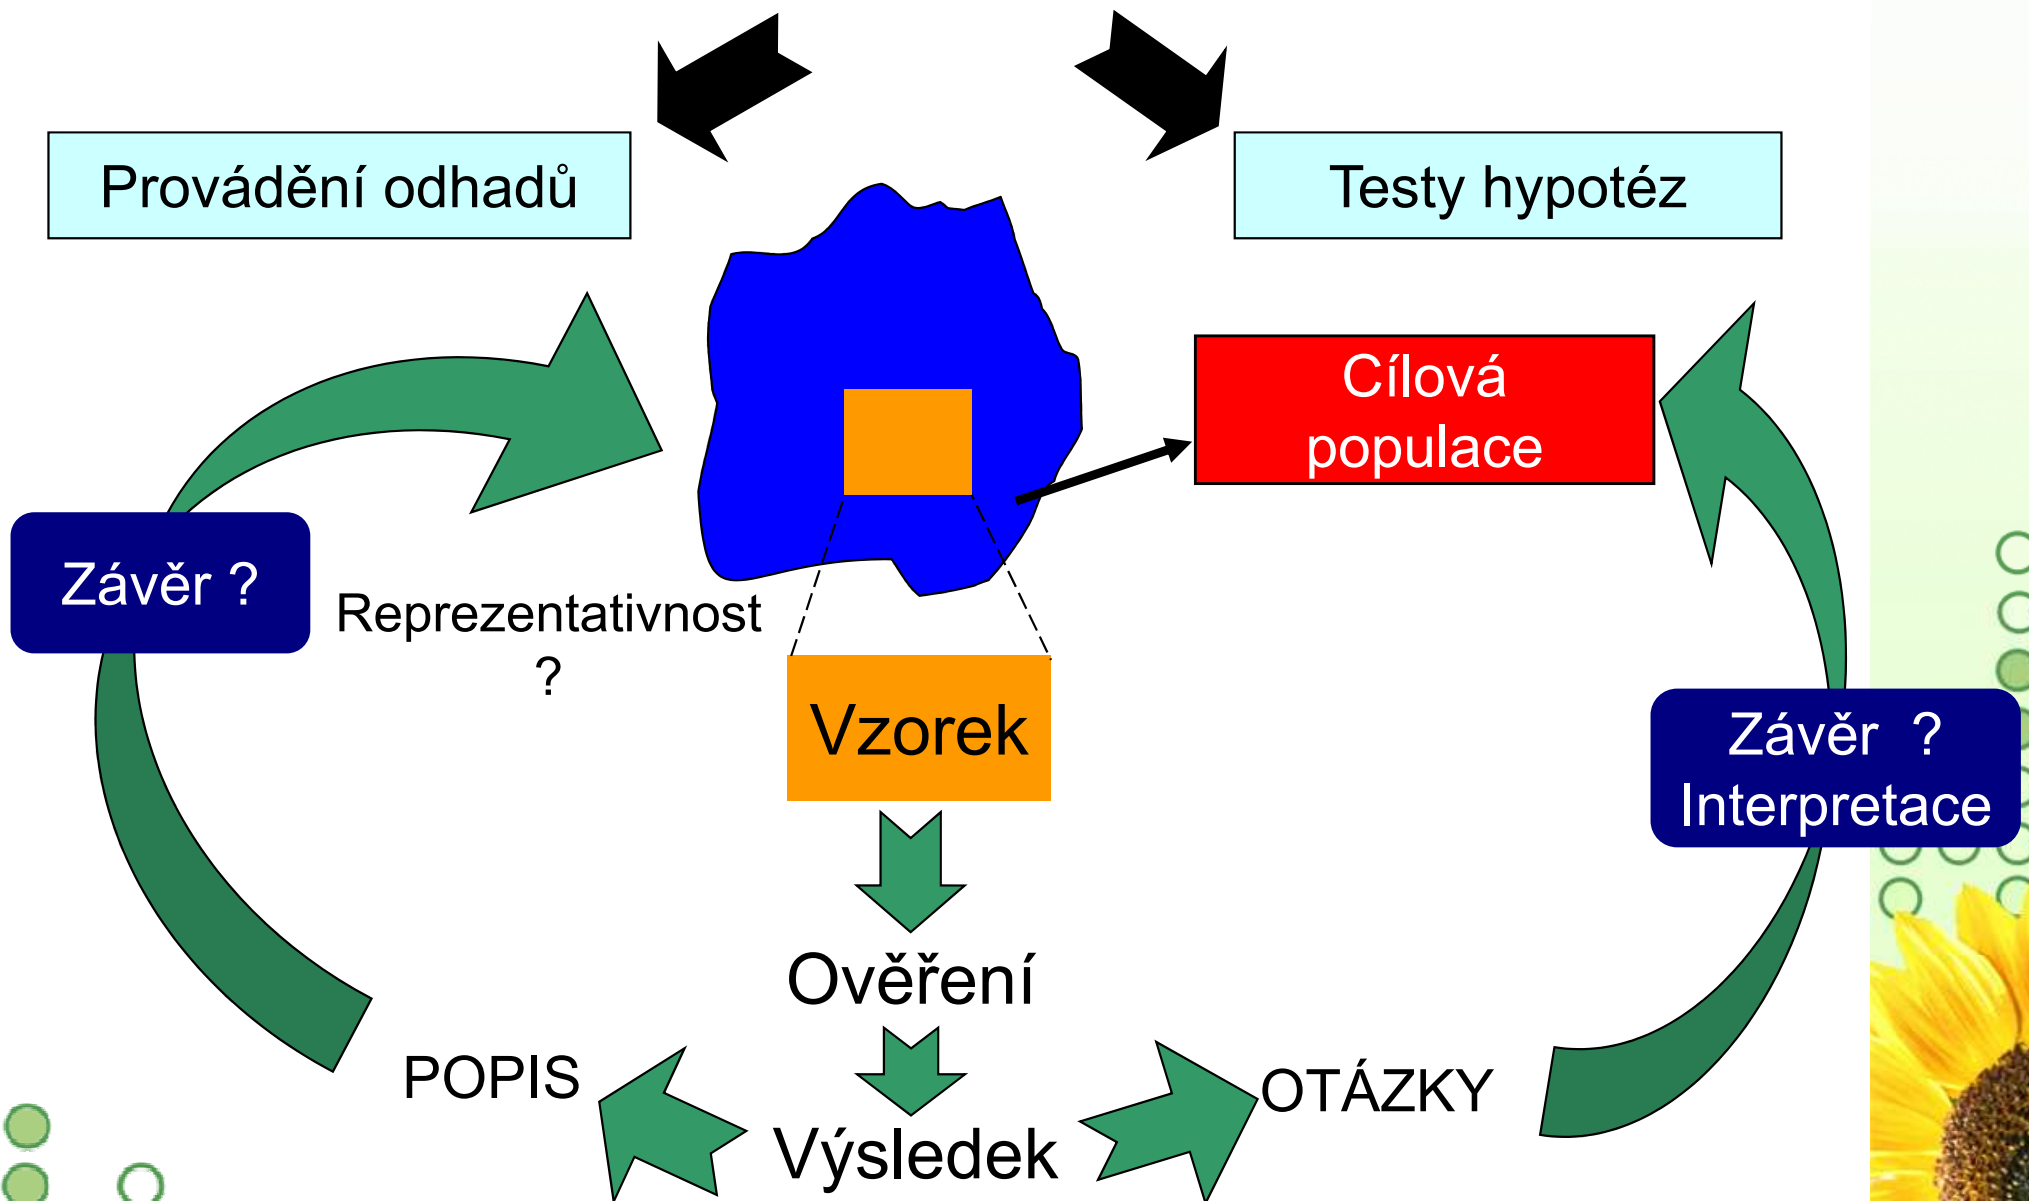 Provádění odhadů
Testy hypotéz
Cílová
populace
Závěr ?
Reprezentativnost
?
Vzorek
Závěr  ?
Interpretace
Ověření
POPIS
OTÁZKY
Výsledek